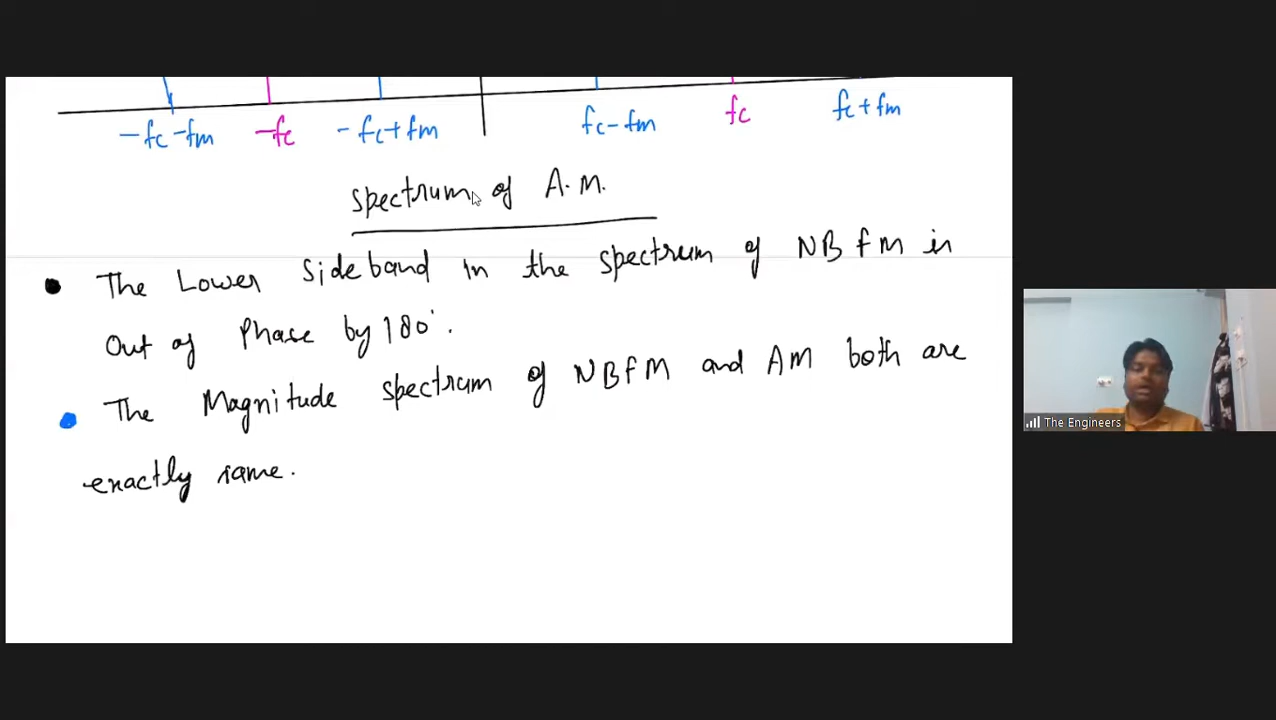 -fc-fm -fc -fc+fm fc-fm fc fc+fm
Spectrum of A.M.
The Lower Sideband in the spectrum of NBFM in
Out of Phase by 180°.
The Magnitude spectrum of NBFM and AM both are
exactly same.
The Engineers